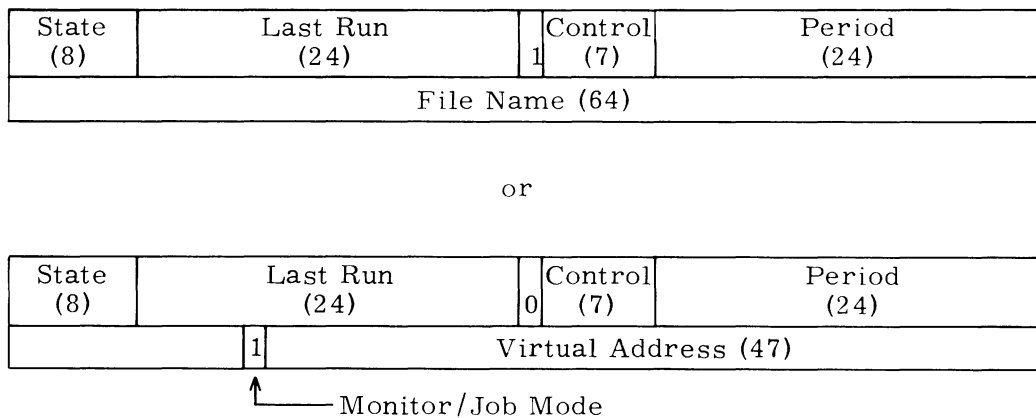 State Last Run Control Period
(8) (24) 1 (7) (24)
File Name (64)
or
State Last Run Control Period
(8) (24) 0 (7) (24)
1 Virtual Address (47)
Monitor/Job Mode